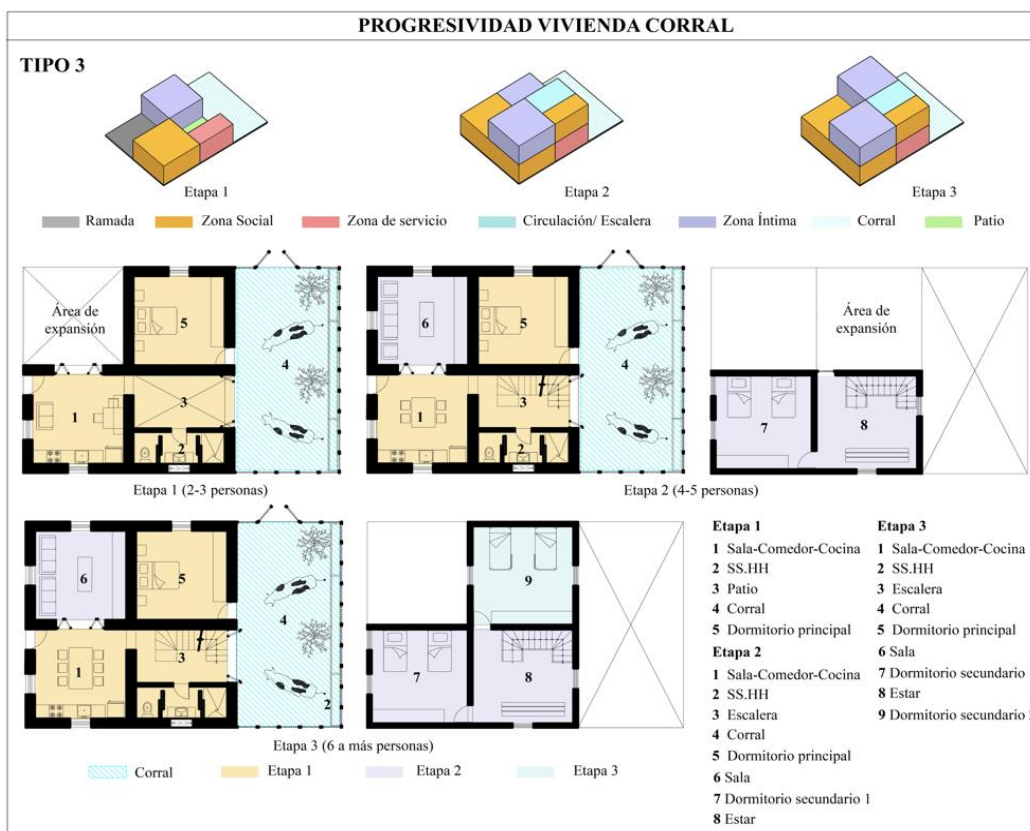 PROGRESIVIDAD VIVIENDA CORRAL
TIPO 3
Etapa 1
Etapa 2
Etapa 3
Ramada
Zona Social
Zona de servicio
Circulación/ Escalera
Zona Íntima
Corral
Patio
Área de
expansión
5
4
1
3
2
Etapa 1 (2-3 personas)
6
5
4
1
3
2
Área de
expansión
7
8
Etapa 2 (4-5 personas)
6
5
4
1
3
2
9
7
8
Etapa 3 (6 a más personas)
Corral
Etapa 1
Etapa 2
Etapa 3
Etapa 1
1 Sala-Comedor-Cocina
2 SS.HH
3 Patio
4 Corral
5 Dormitorio principal
Etapa 2
1 Sala-Comedor-Cocina
2 SS.HH
3 Escalera
4 Corral
5 Dormitorio principal
6 Sala
7 Dormitorio secundario 1
8 Estar
Etapa 3
1 Sala-Comedor-Cocina
2 SS.HH
3 Escalera
4 Corral
5 Dormitorio principal
6 Sala
7 Dormitorio secundario
8 Estar
9 Dormitorio secundario